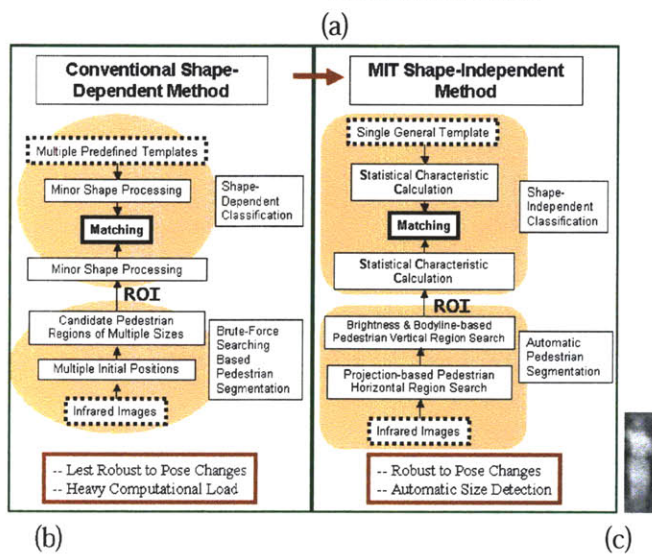 (a)
Conventional Shape-
Dependent Method
Multiple Predefined Templates
Minor Shape Processing
Shape-
Dependent
Classification
Matching
Minor Shape Processing
ROI
Candidate Pedestrian
Regions of Multiple Sizes
Brute-Force
Searching
Based
Pedestrian
Segmentation
Multiple Initial Positions
Infrared Images
-- Lest Robust to Pose Changes
-- Heavy Computational Load
MIT Shape-Independent
Method
Single General Template
Statistical Characteristic
Calculation
Shape-
Independent
Classification
Matching
Statistical Characteristic
Calculation
ROI
Brightness & Bodyline-based
Pedestrian Vertical Region Search
Automatic
Pedestrian
Segmentation
Projection-based Pedestrian
Horizontal Region Search
Infrared Images
-- Robust to Pose Changes
-- Automatic Size Detection
(b)
(c)